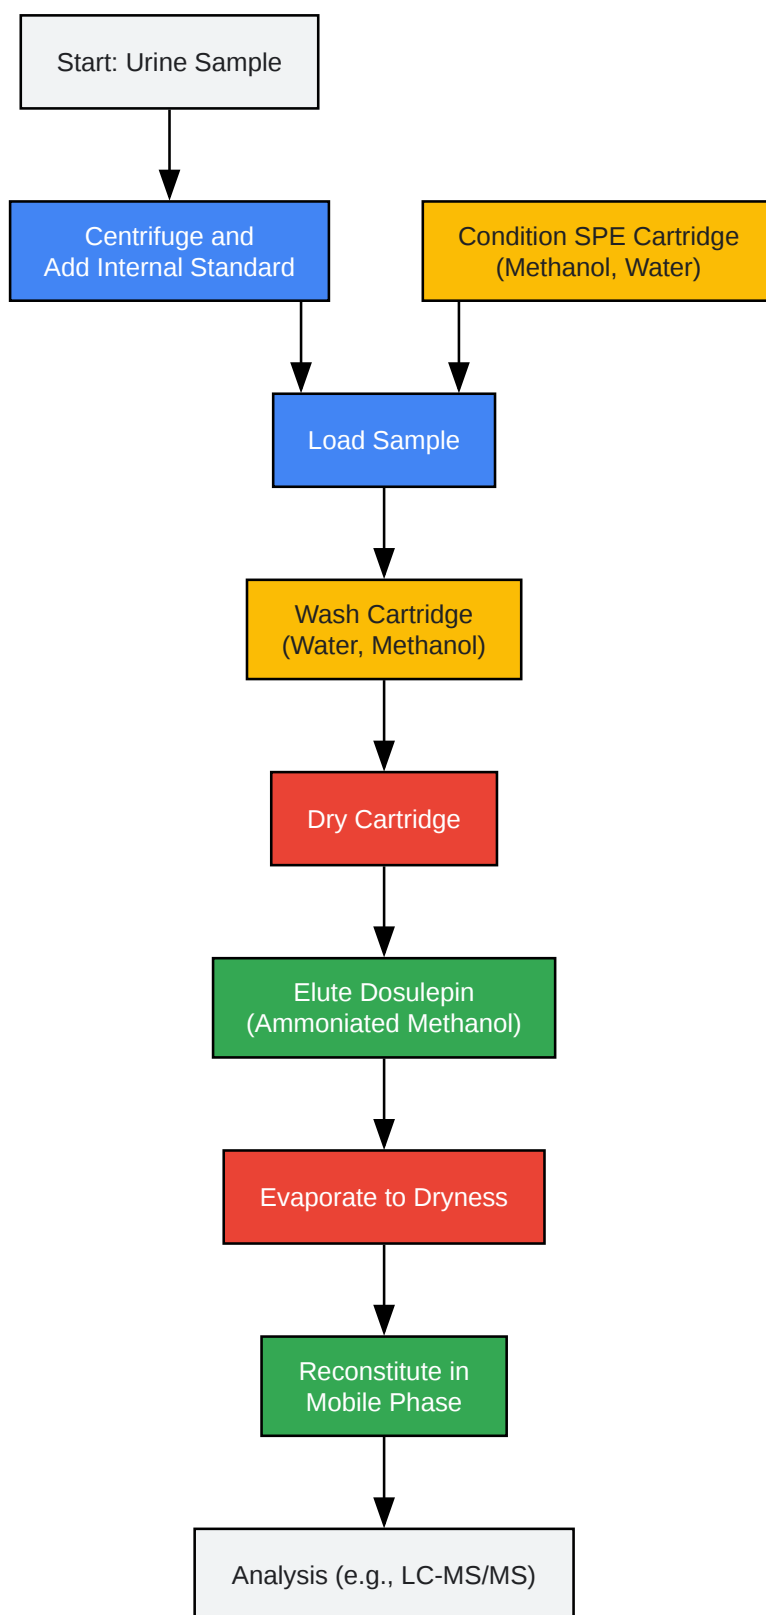 Start: Urine Sample
Centrifuge and
Add Internal Standard
Condition SPE Cartridge
(Methanol, Water)
Load Sample
Wash Cartridge
(Water, Methanol)
Dry Cartridge
Elute Dosulepin
(Ammoniated Methanol)
Evaporate to Dryness
Reconstitute in
Mobile Phase
Analysis (e.g., LC-MS/MS)